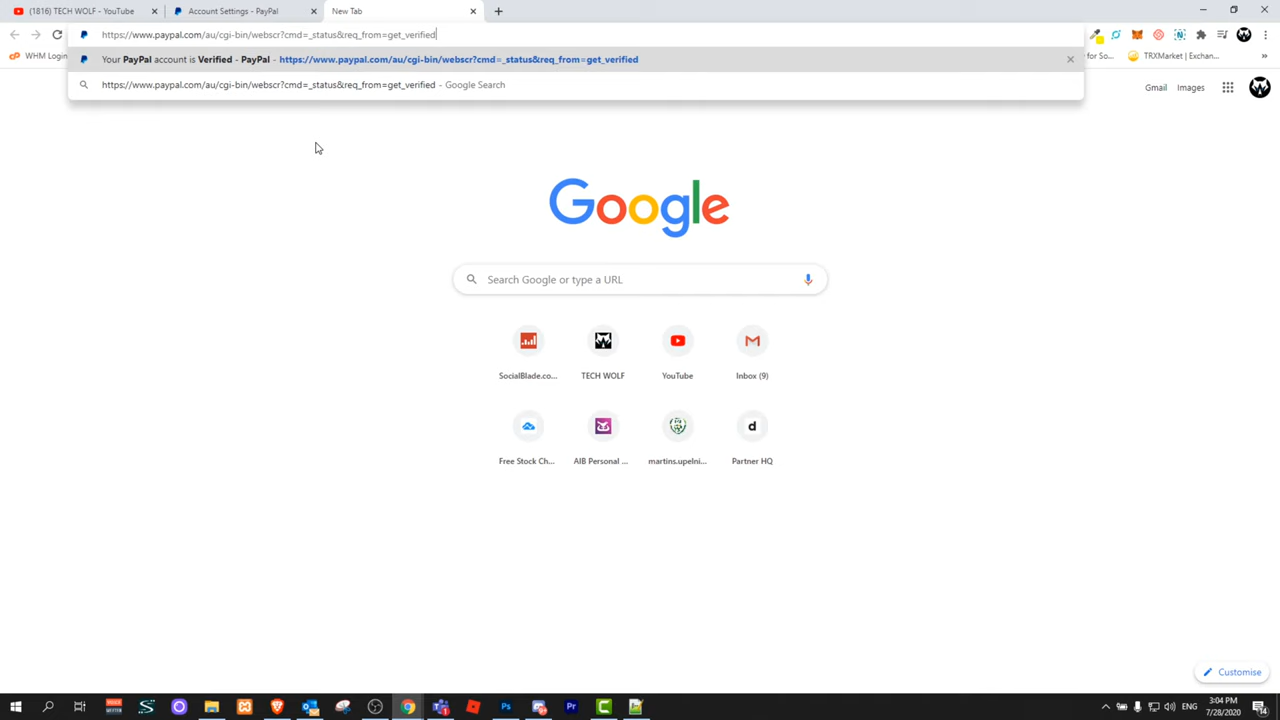 (1816) TECH WOLF - YouTube
Account Settings - PayPal
New Tab
https://www.paypal.com/au/cgi-bin/webscr?cmd=_status&req_from=get_verified
WHM Login
Your PayPal account is Verified - PayPal - https://www.paypal.com/au/cgi-bin/webscr?cmd=_status&req_from=get_verified
for So...
TRXMarket | Exchan...
https://www.paypal.com/au/cgi-bin/webscr?cmd=_status&req_from=get_verified - Google Search
Gmail
Images
Google
Search Google or type a URL
SocialBlade.co...
TECH WOLF
YouTube
Inbox (9)
Free Stock Ch...
AIB Personal ...
martins.upelni...
Partner HQ
Customise
ENG
3:04 PM
7/28/2020
14